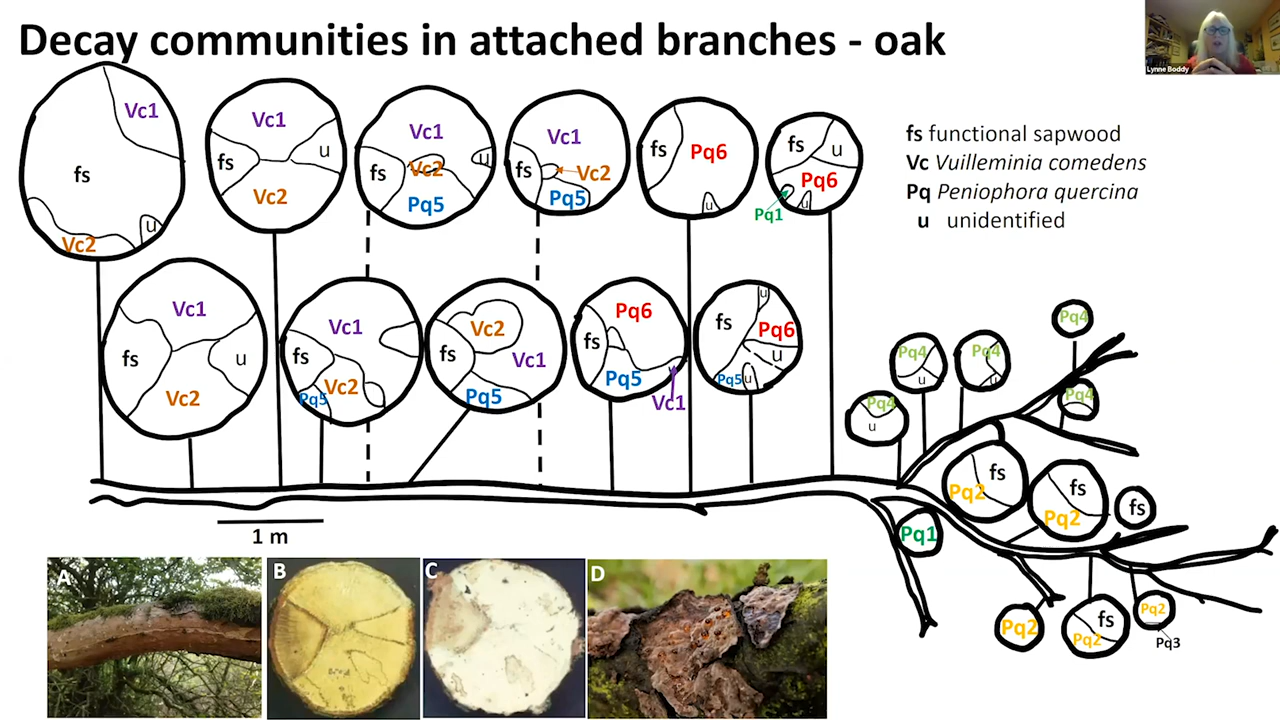 Decay communities in attached branches - oak
Lynne Boddy
Vc1
fs
Vc2
u
Vc1
fs
u
Vc2
Vc1
fs
Vc2
u
Pq5
Vc1
fs
Vc2
Pq5
fs
Pq6
u
fs
u
Pq6
u
Pq1
fs functional sapwood
Vc Vuilleminia comedens
Pq Peniophora quercina
u unidentified
Vc1
fs
u
Vc2
Vc1
fs
Vc2
Pq5
Vc2
fs
Vc1
Pq5
Pq6
fs
Pq5
Vc1
u
fs
Pq6
u
Pq5
u
Pq4
Pq4
u
Pq4
u
Pq4
Pq4
u
fs
Pq2
fs
Pq2
fs
Pq1
Pq2
fs
Pq2
Pq2
Pq3
1 m
A
B
C
D